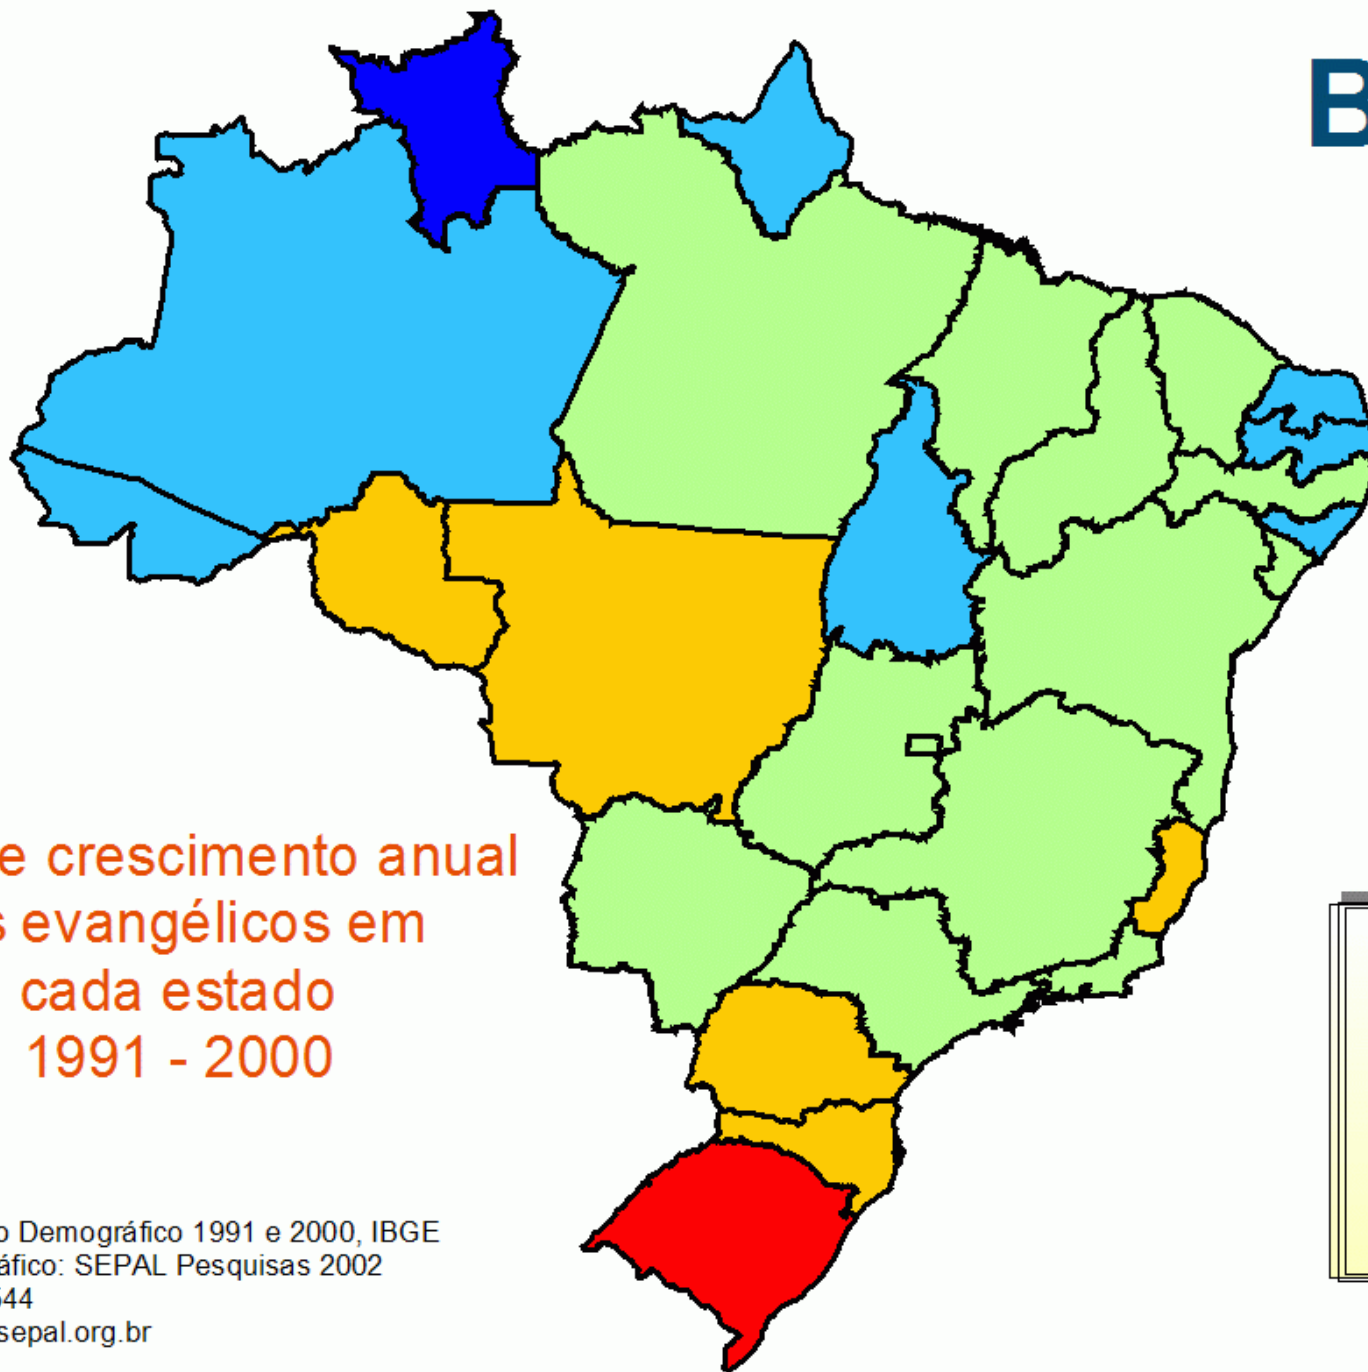 B
e crescimento anual
s evangélicos em
cada estado
1991 - 2000
o Demográfico 1991 e 2000, IBGE
áfico: SEPAL Pesquisas 2002
544
sepal.org.br